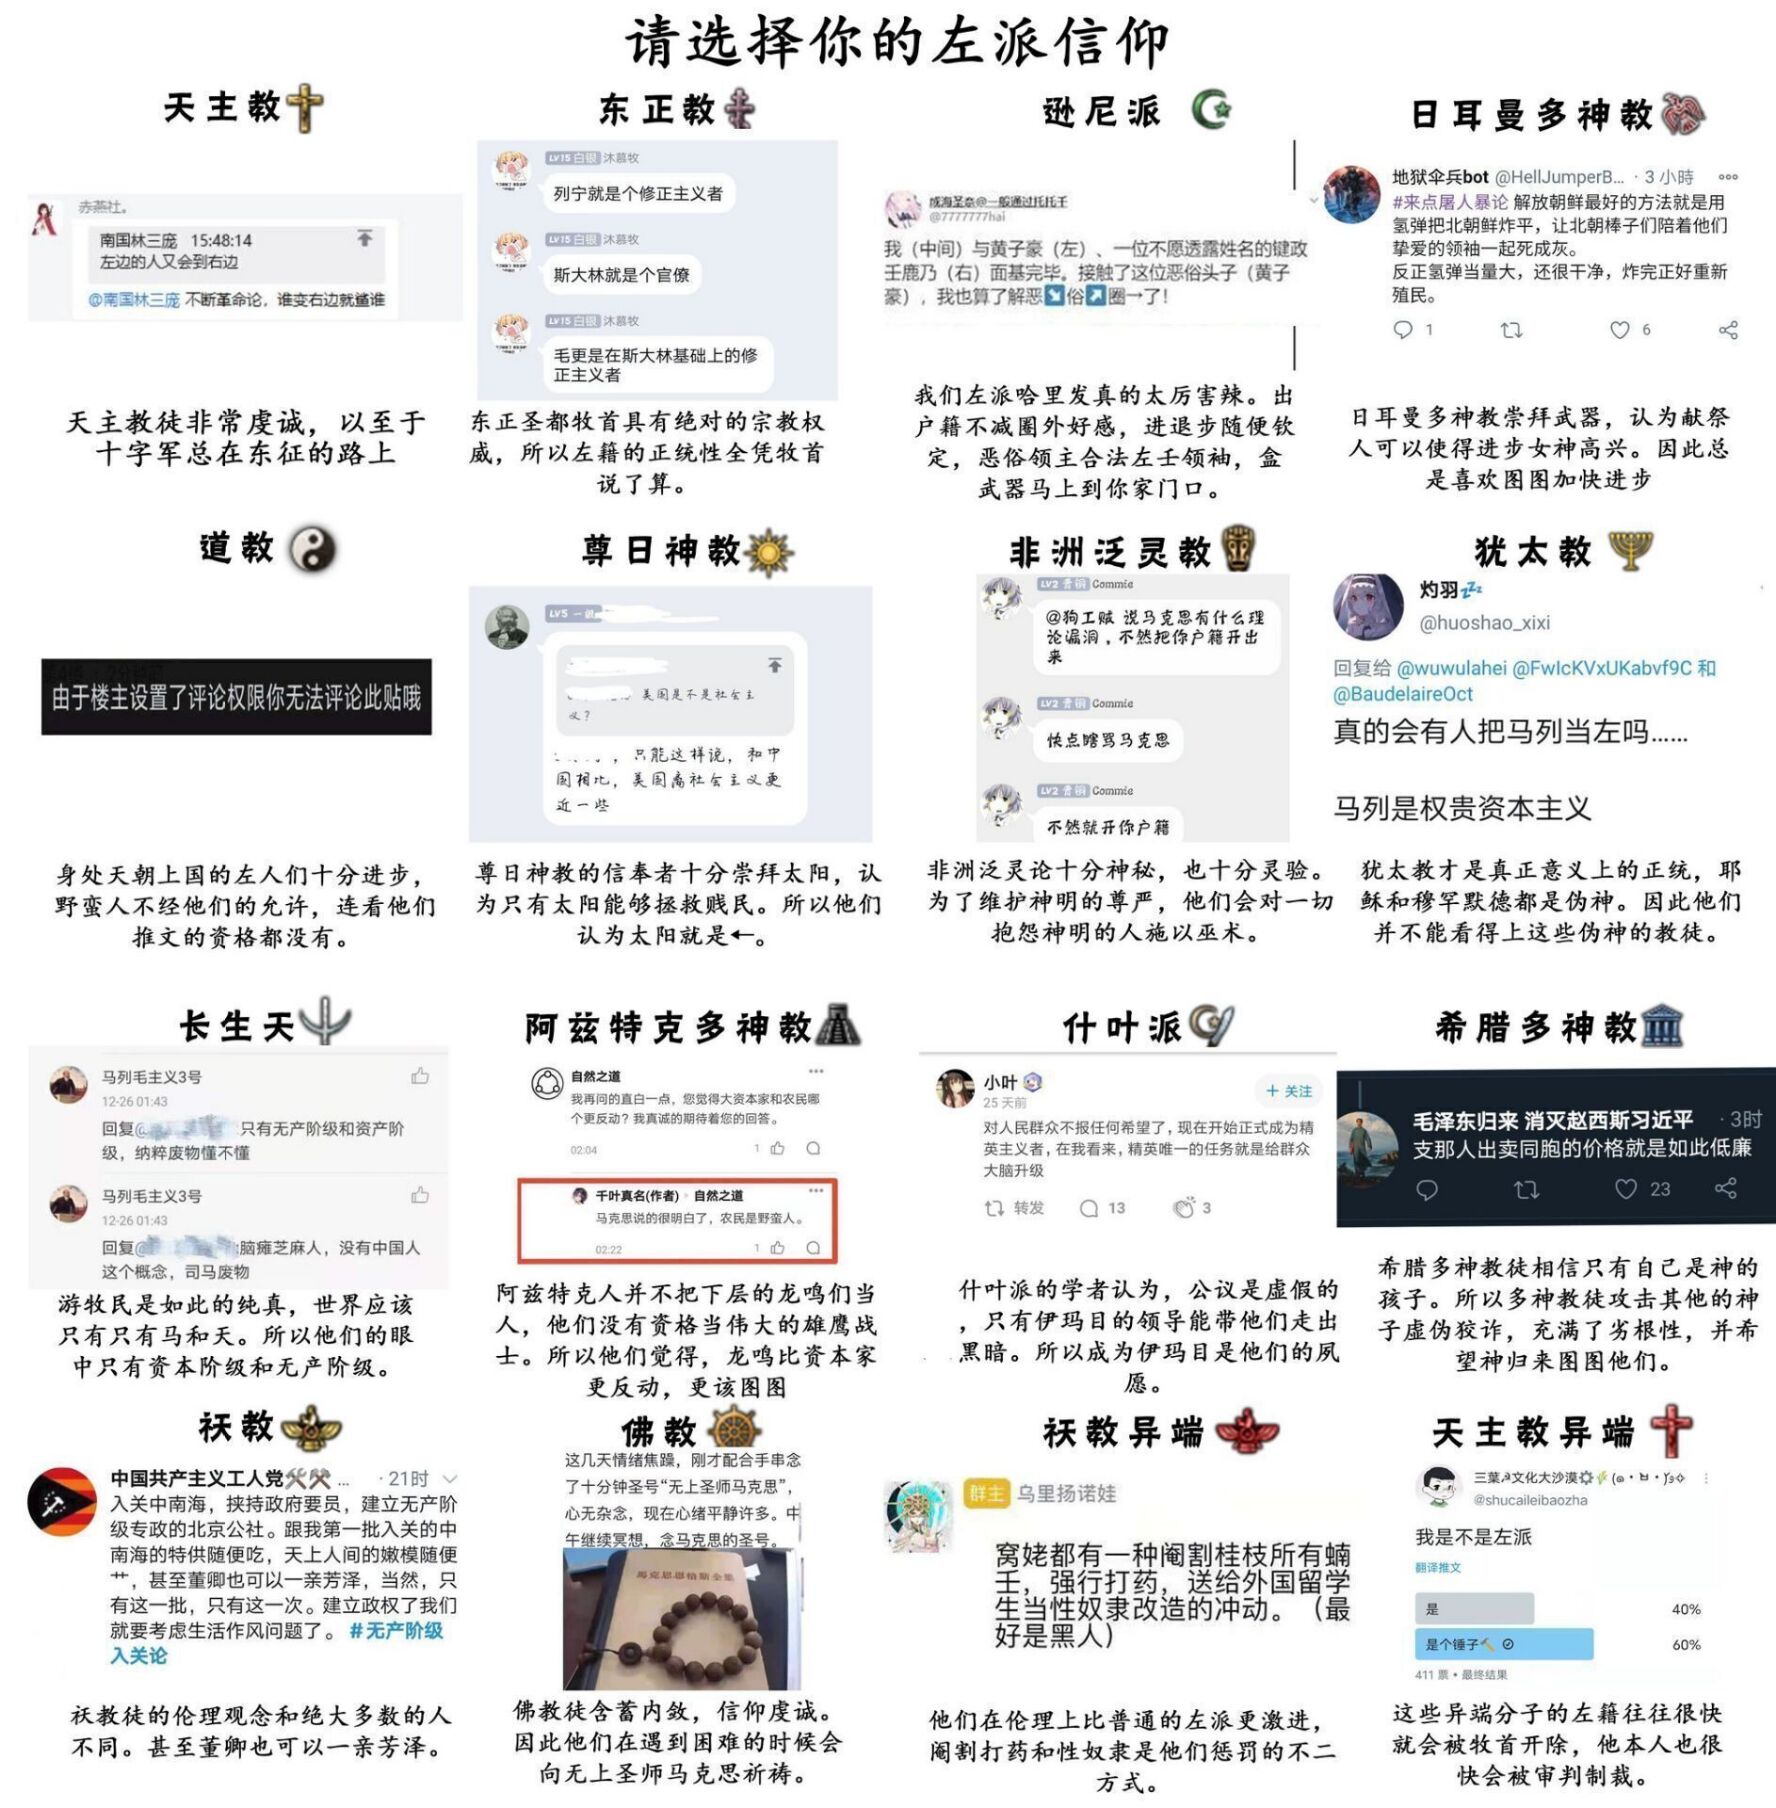 请选择你的左派信仰
天主教
赤燕社。
南国林三庞 15:48:14
左边的人又会到右边
@南国林三庞 不断革命论，谁变右边就鲨谁
天主教徒非常虔诚，以至于
十字军总在东征的路上
东正教
LV15 白银 沐慕牧
列宁就是个修正主义者
LV15 白银 沐慕牧
斯大林就是个官僚
LV15 白银 沐慕牧
毛更是在斯大林基础上的修
正主义者
东正圣都牧首具有绝对的宗教权
威，所以左籍的正统性全凭牧首
说了算。
逊尼派
成海圣奈@一般通过托托千
@7777777hai
我（中间）与黄子豪（左）、一位不愿透露姓名的键政
壬鹿乃（右）面基完毕。接触了这位恶俗头子（黄子
豪），我也算了解恶↘俗↗圈→了！
我们左派哈里发真的太厉害辣。出
户籍不减圈外好感，进退步随便钦
定，恶俗领主合法左壬领袖，盒
武器马上到你家门口。
日耳曼多神教
地狱伞兵bot @HellJumperB... · 3 小時
#来点屠人暴论 解放朝鲜最好的方法就是用
氢弹把北朝鲜炸平，让北朝棒子们陪着他们
挚爱的领袖一起死成灰。
反正氢弹当量大，还很干净，炸完正好重新
殖民。
1 6
日耳曼多神教崇拜武器，认为献祭
人可以使得进步女神高兴。因此总
是喜欢图图加快进步
道教
由于楼主设置了评论权限你无法评论此贴哦
身处天朝上国的左人们十分进步，
野蛮人不经他们的允许，连看他们
推文的资格都没有。
尊日神教
LV5 一
美国是不是社会主
义？
，只能这样说，和中
国相比，美国离社会主义更
近一些
尊日神教的信奉者十分崇拜太阳，认
为只有太阳能够拯救贱民。所以他们
认为太阳就是←。
非洲泛灵教
LV2 青铜 Commie
@狗工贼 说马克思有什么理
论漏洞，不然把你户籍开出
来
LV2 青铜 Commie
快点嘻骂马克思
LV2 青铜 Commie
不然就开你户籍
非洲泛灵论十分神秘，也十分灵验。
为了维护神明的尊严，他们会对一切
抱怨神明的人施以巫术。
犹太教
灼羽💤
@huoshao_xixi
回复给 @wuwulahei @FwIcKVxUKabvf9C 和
@BaudelaireOct
真的会有人把马列当左吗……
马列是权贵资本主义
犹太教才是真正意义上的正统，耶
稣和穆罕默德都是伪神。因此他们
并不能看得上这些伪神的教徒。
长生天
马列毛主义3号
12-26 01:43
回复@ 只有无产阶级和资产阶
级，纳粹废物懂不懂
马列毛主义3号
12-26 01:43
回复@ :脑瘫芝麻人，没有中国人
这个概念，司马废物
游牧民是如此的纯真，世界应该
只有只有马和天。所以他们的眼
中只有资本阶级和无产阶级。
阿兹特克多神教
自然之道
我再问的直白一点，您觉得大资本家和农民哪
个更反动？我真诚的期待着您的回答。
02:04 1
千叶真名(作者) ▸ 自然之道
马克思说的很明白了，农民是野蛮人。
02:22 1
阿兹特克人并不把下层的龙鸣们当
人，他们没有资格当伟大的雄鹰战
士。所以他们觉得，龙鸣比资本家
更反动，更该图图
什叶派
小叶
25 天前
+ 关注
对人民群众不报任何希望了，现在开始正式成为精
英主义者，在我看来，精英唯一的任务就是给群众
大脑升级
转发 13 3
什叶派的学者认为，公议是虚假的
，只有伊玛目的领导能带他们走出
黑暗。所以成为伊玛目是他们的夙
愿。
希腊多神教
毛泽东归来 消灭赵西斯习近平 · 3时
支那人出卖同胞的价格就是如此低廉
23
希腊多神教徒相信只有自己是神的
孩子。所以多神教徒攻击其他的神
子虚伪狡诈，充满了劣根性，并希
望神归来图图他们。
祆教
中国共产主义工人党⚒⚒... · 21时
入关中南海，挟持政府要员，建立无产阶
级专政的北京公社。跟我第一批入关的中
南海的特供随便吃，天上人间的嫩模随便
艹，甚至董卿也可以一亲芳泽，当然，只
有这一批，只有这一次。建立政权了我们
就要考虑生活作风问题了。 #无产阶级
入关论
祆教徒的伦理观念和绝大多数的人
不同。甚至董卿也可以一亲芳泽。
佛教
这几天情绪焦躁，刚才配合手串念
了十分钟圣号“无上圣师马克思”，
心无杂念，现在心绪平静许多。中
午继续冥想，念马克思的圣号。
马克思恩格斯全集
佛教徒含蓄内敛，信仰虔诚。
因此他们在遇到困难的时候会
向无上圣师马克思祈祷。
祆教异端
群主 乌里扬诺娃
窝姥都有一种阉割桂枝所有蝻
壬，强行打药，送给外国留学
生当性奴隶改造的冲动。（最
好是黑人）
他们在伦理上比普通的左派更激进，
阉割打药和性奴隶是他们惩罚的不二
方式。
天主教异端
三葉☭文化大沙漠
@shucaileibaozha
我是不是左派
翻译推文
是 40%
是个锤子🔨 60%
411 票 • 最终结果
这些异端分子的左籍往往很快
就会被牧首开除，他本人也很
快会被审判制裁。